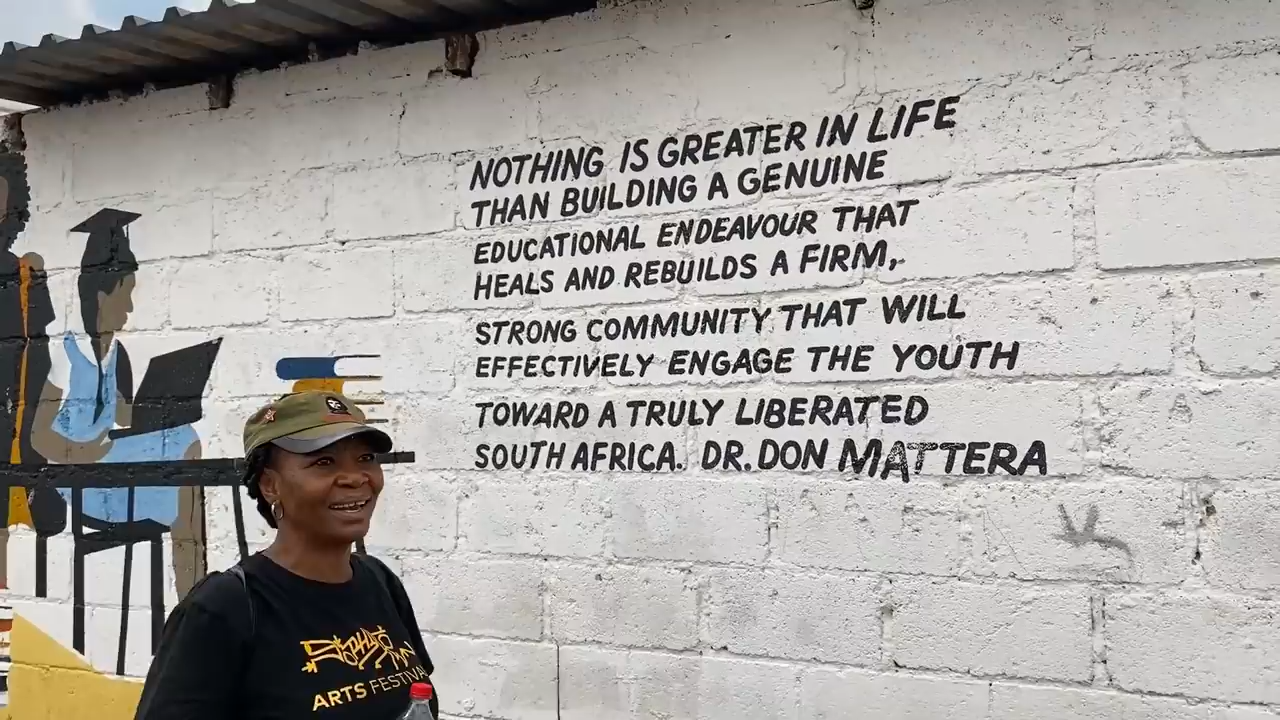 NOTHING IS GREATER IN LIFE
THAN BUILDING A GENUINE
EDUCATIONAL ENDEAVOUR THAT
HEALS AND REBUILDS A FIRM,
STRONG COMMUNITY THAT WILL
EFFECTIVELY ENGAGE THE YOUTH
TOWARD A TRULY LIBERATED
SOUTH AFRICA. DR. DON MATTERA
ARTS FESTIVAL